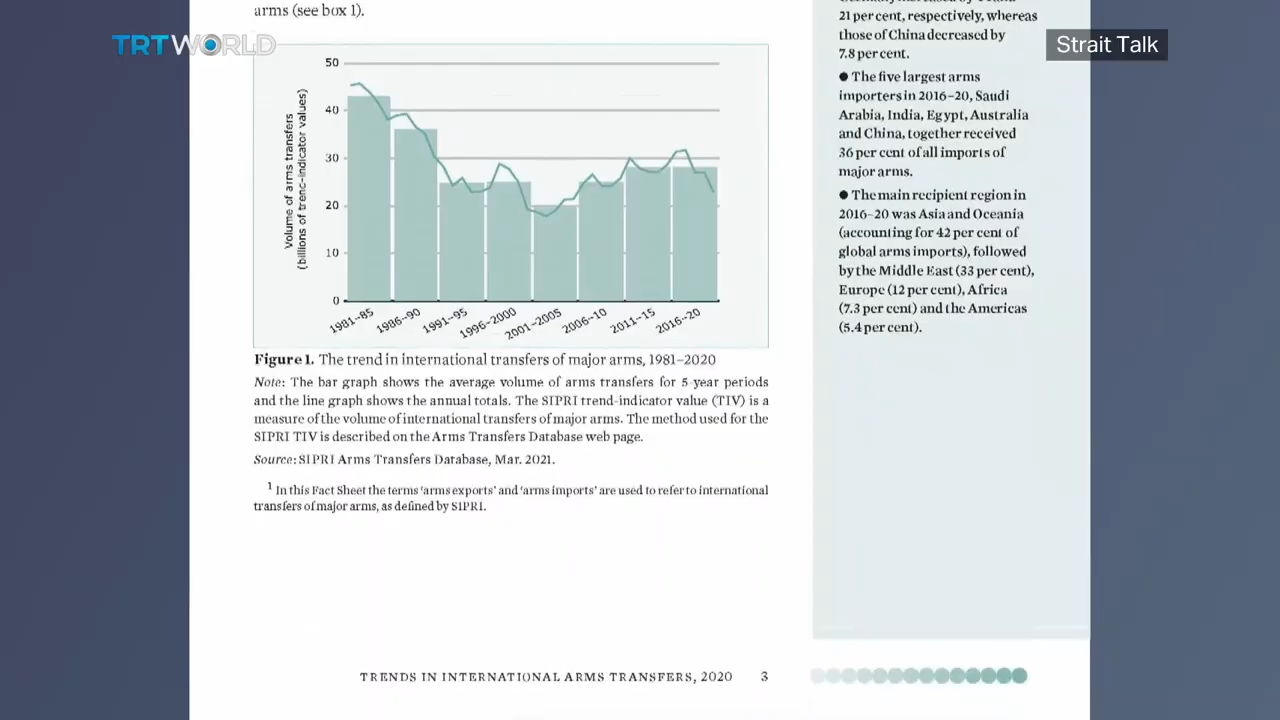 arms (see box 1).
TRT WORLD
Strait Talk
21 per cent, respectively, whereas
those of China decreased by
7.8 per cent.
● The five largest arms
importers in 2016–20, Saudi
Arabia, India, Egypt, Australia
and China, together received
36 per cent of all imports of
major arms.
● The main recipient region in
2016–20 was Asia and Oceania
(accounting for 42 per cent of
global arms imports), followed
by the Middle East (33 per cent),
Europe (12 per cent), Africa
(7.3 per cent) and the Americas
(5.4 per cent).
Volume of arms transfers
(billions of trend-indicator values)
50
40
30
20
10
0
1981–85
1986–90
1991–95
1996–2000
2001–2005
2006–10
2011–15
2016–20
Figure 1. The trend in international transfers of major arms, 1981–2020
Note: The bar graph shows the average volume of arms transfers for 5-year periods
and the line graph shows the annual totals. The SIPRI trend-indicator value (TIV) is a
measure of the volume of international transfers of major arms. The method used for the
SIPRI TIV is described on the Arms Transfers Database web page.
Source: SIPRI Arms Transfers Database, Mar. 2021.
1 In this Fact Sheet the terms ‘arms exports’ and ‘arms imports’ are used to refer to international
transfers of major arms, as defined by SIPRI.
TRENDS IN INTERNATIONAL ARMS TRANSFERS, 2020 3